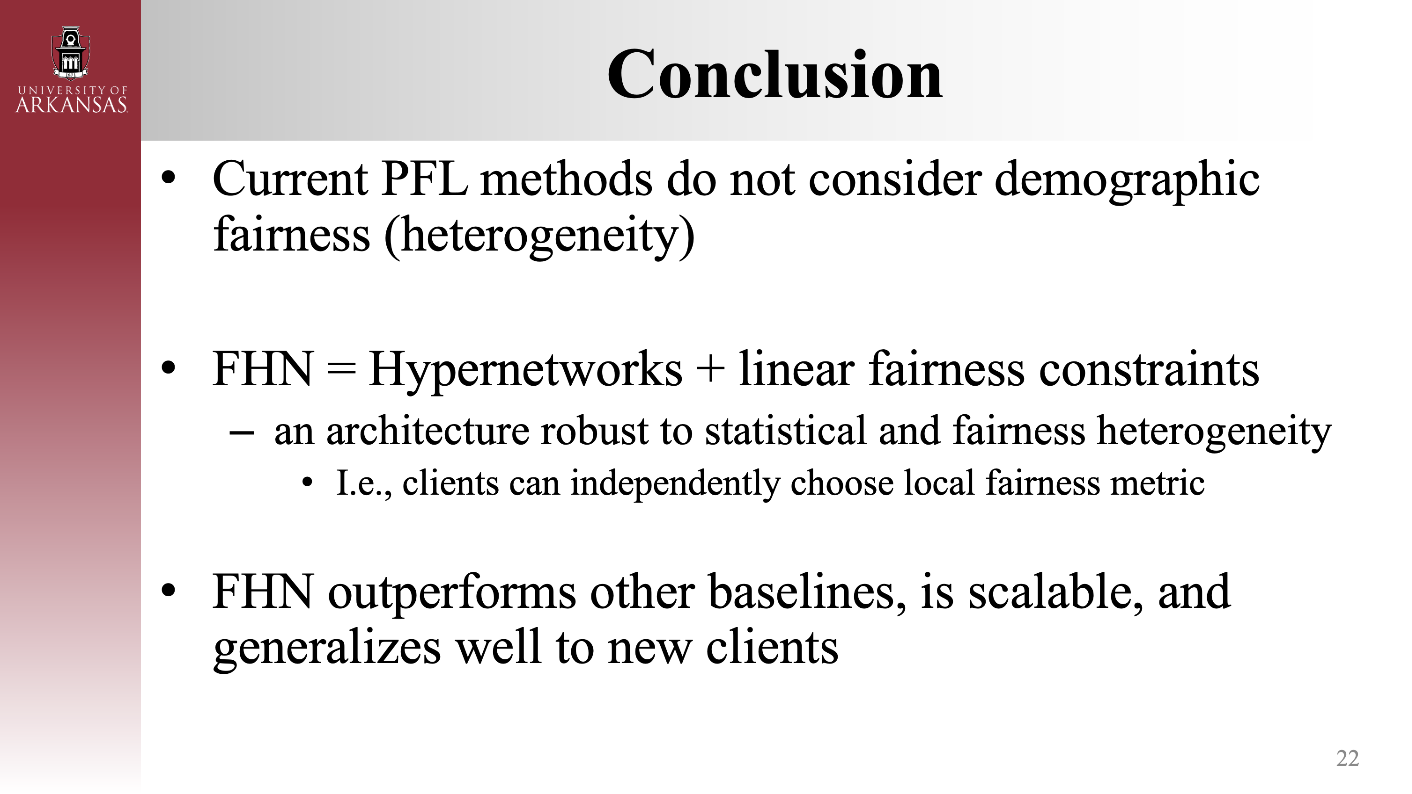 UNIVERSITY OF
ARKANSAS
Conclusion
• Current PFL methods do not consider demographic
fairness (heterogeneity)
• FHN = Hypernetworks + linear fairness constraints
– an architecture robust to statistical and fairness heterogeneity
• I.e., clients can independently choose local fairness metric
• FHN outperforms other baselines, is scalable, and
generalizes well to new clients
22